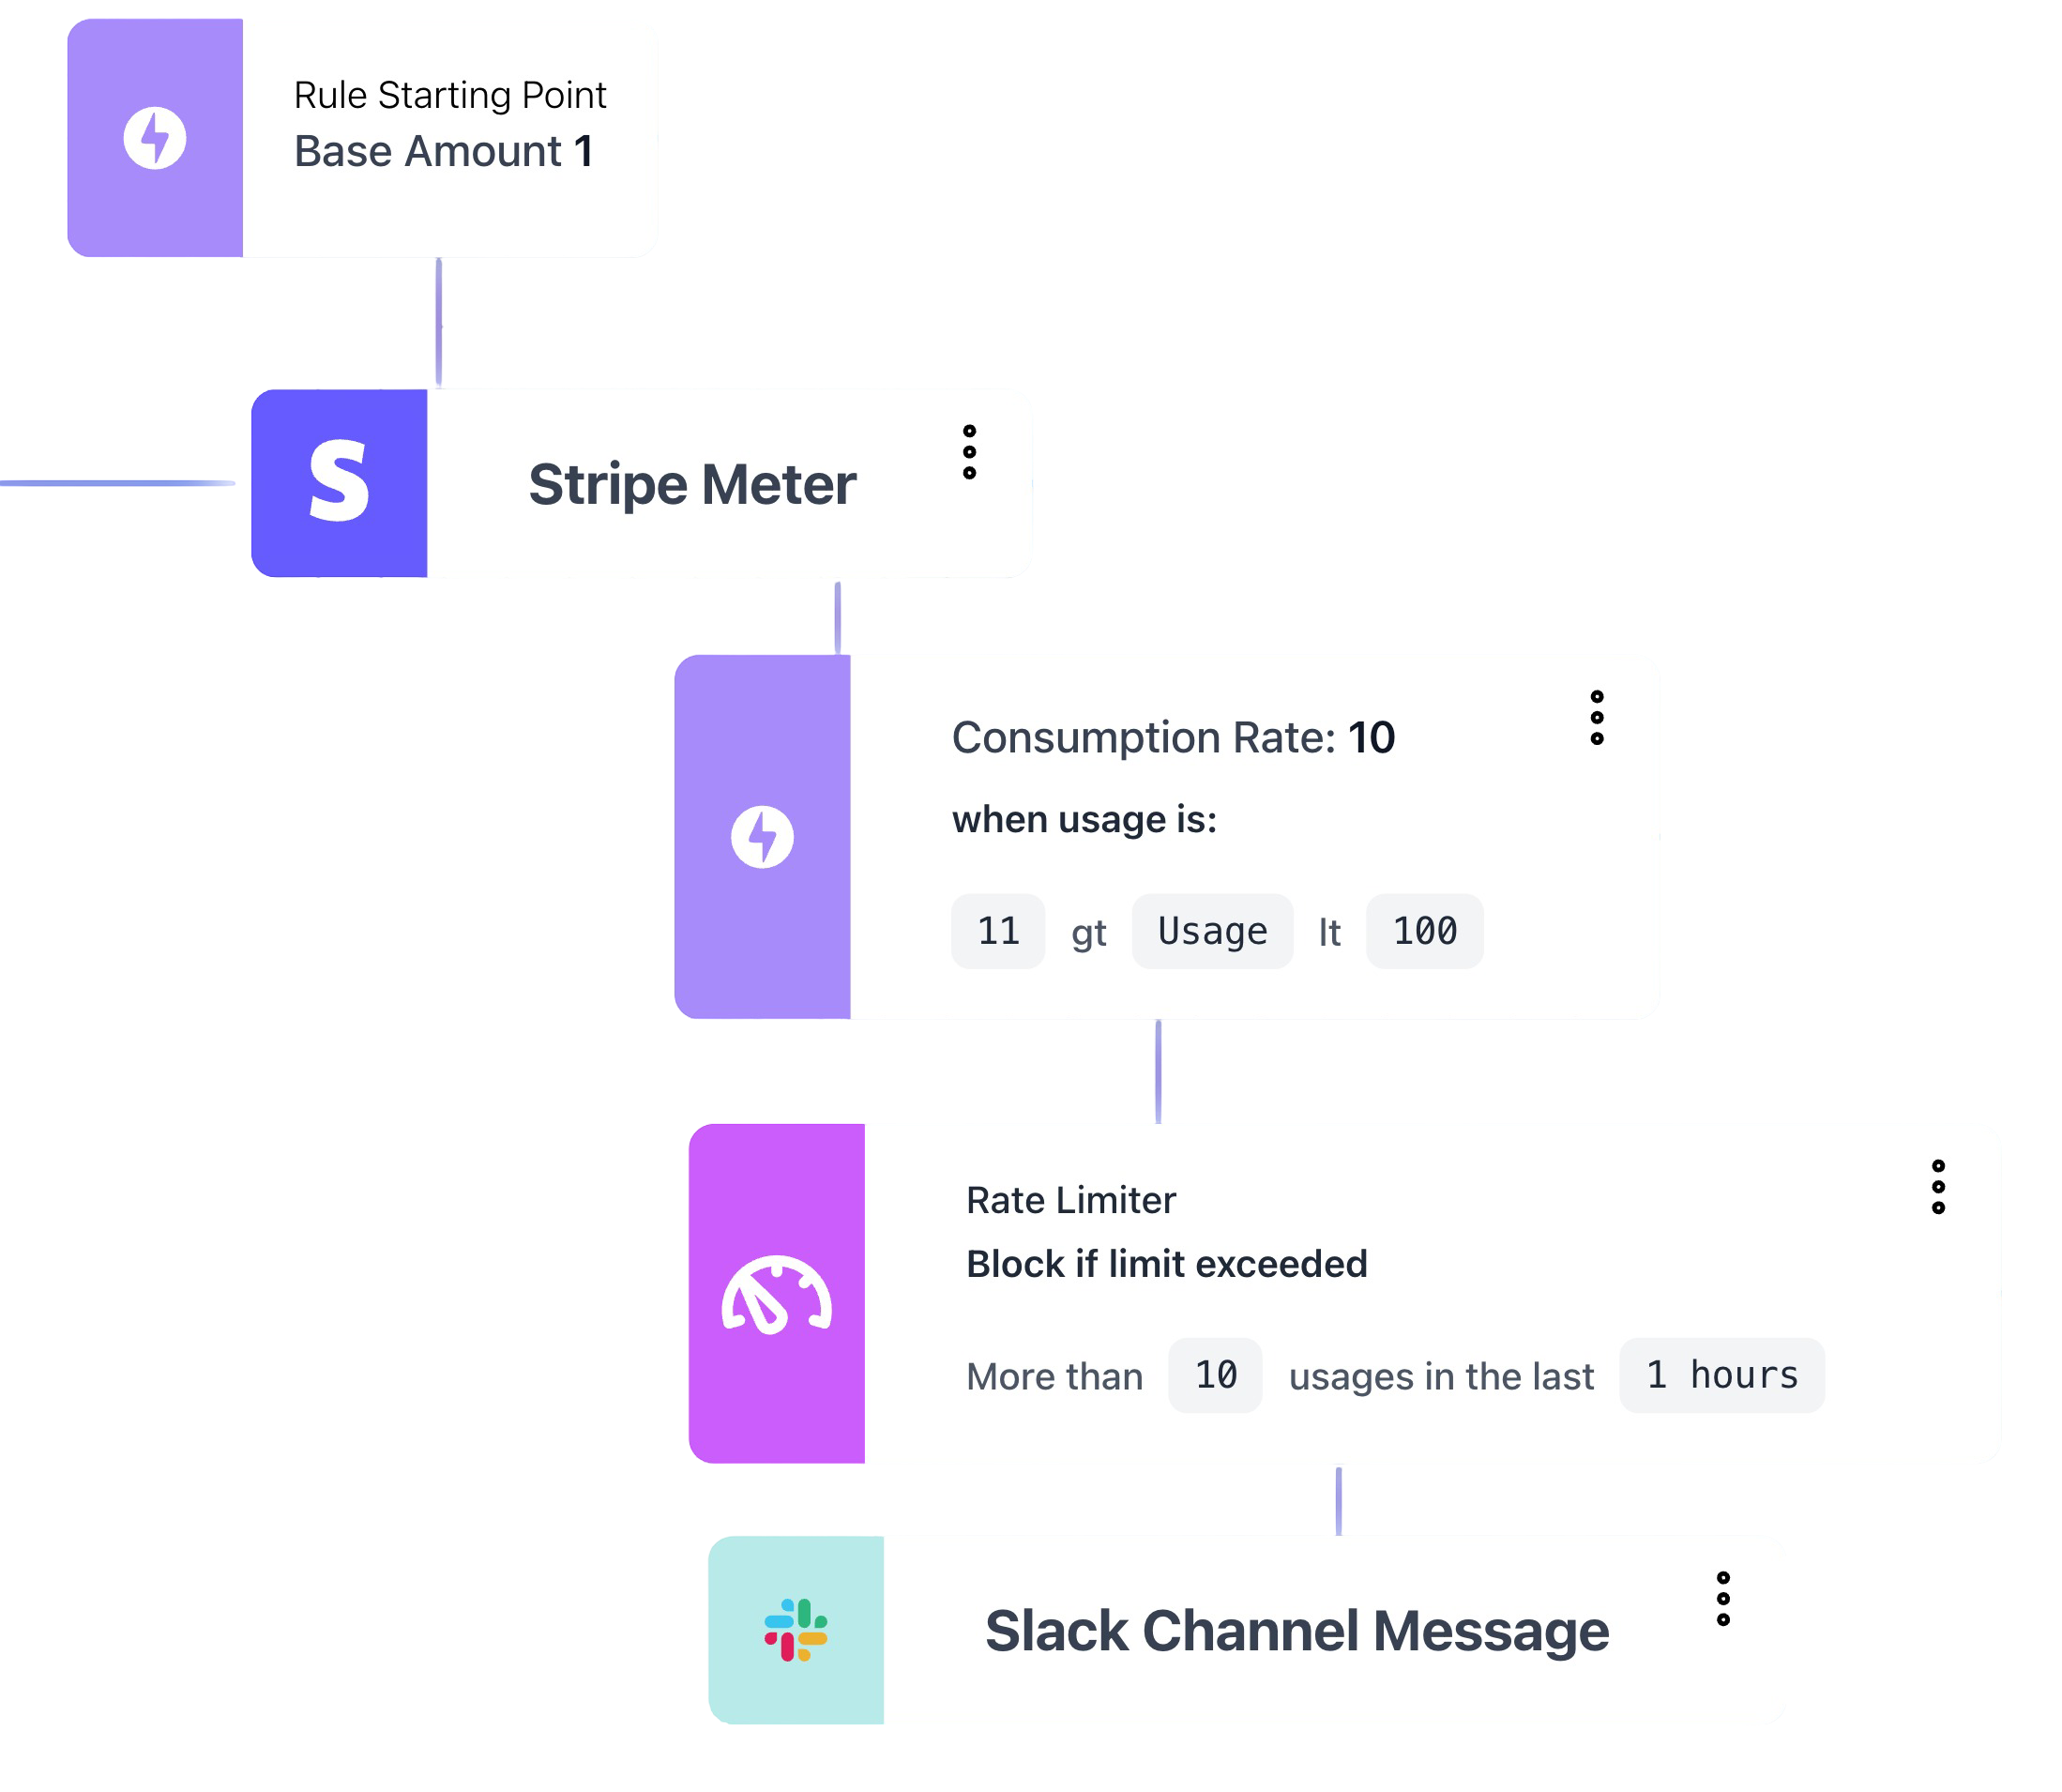 Rule Starting Point
Base Amount 1
S
Stripe Meter
Consumption Rate: 10
when usage is:
11 gt Usage lt 100
Rate Limiter
Block if limit exceeded
More than 10 usages in the last 1 hours
Slack Channel Message